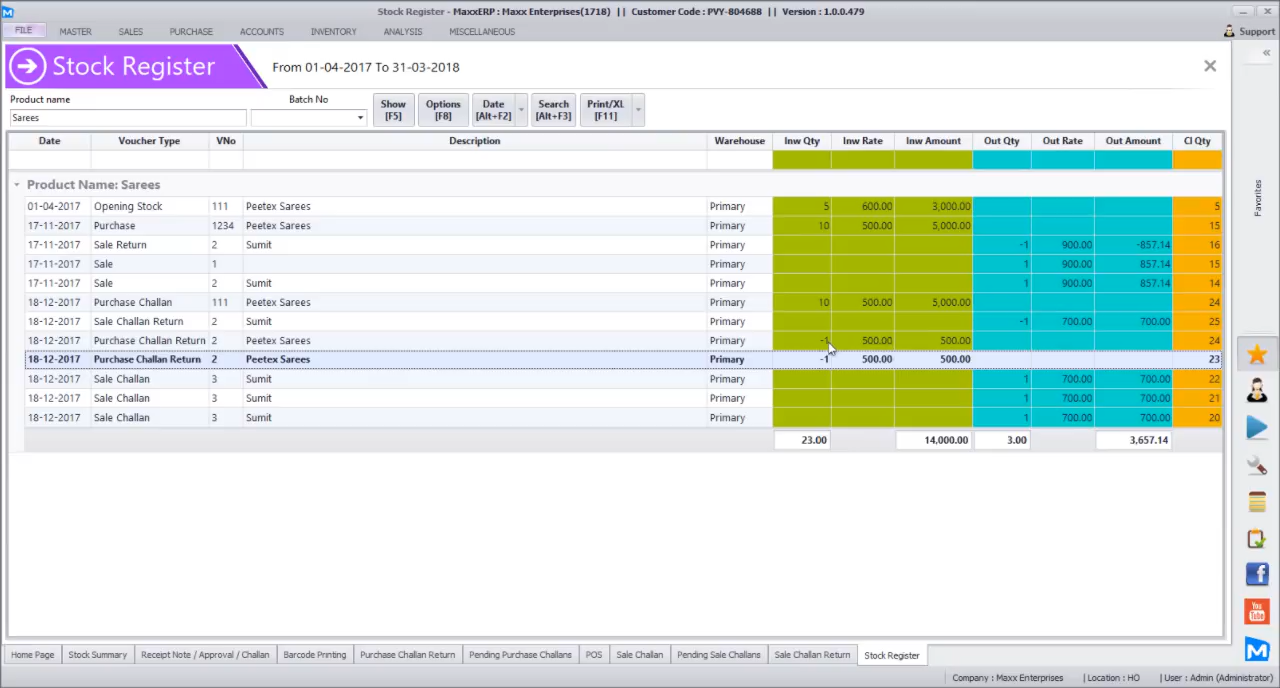 Stock Register - MaxxERP : Maxx Enterprises(1718) || Customer Code : PVY-804688 || Version : 1.0.0.479
FILE MASTER SALES PURCHASE ACCOUNTS INVENTORY ANALYSIS MISCELLANEOUS Support
Stock Register From 01-04-2017 To 31-03-2018
Product name Batch No
Sarees
Show [F5] Options [F8] Date [Alt+F2] Search [Alt+F3] Print/XL [F11]
Date Voucher Type VNo Description Warehouse Inw Qty Inw Rate Inw Amount Out Qty Out Rate Out Amount Cl Qty
Favorites
Product Name: Sarees
01-04-2017 Opening Stock 111 Peetex Sarees Primary 5 600.00 3,000.00 5
17-11-2017 Purchase 1234 Peetex Sarees Primary 10 500.00 5,000.00 15
17-11-2017 Sale Return 2 Sumit Primary -1 900.00 -857.14 16
17-11-2017 Sale 1 Primary 1 900.00 857.14 15
17-11-2017 Sale 2 Sumit Primary 1 900.00 857.14 14
18-12-2017 Purchase Challan 111 Peetex Sarees Primary 10 500.00 5,000.00 24
18-12-2017 Sale Challan Return 2 Sumit Primary -1 700.00 700.00 25
18-12-2017 Purchase Challan Return 2 Peetex Sarees Primary -1 500.00 500.00 24
18-12-2017 Purchase Challan Return 2 Peetex Sarees Primary -1 500.00 500.00 23
18-12-2017 Sale Challan 3 Sumit Primary 1 700.00 700.00 22
18-12-2017 Sale Challan 3 Sumit Primary 1 700.00 700.00 21
18-12-2017 Sale Challan 3 Sumit Primary 1 700.00 700.00 20
23.00 14,000.00 3.00 3,657.14
You Tube
Home Page Stock Summary Receipt Note / Approval / Challan Barcode Printing Purchase Challan Return Pending Purchase Challans POS Sale Challan Pending Sale Challans Sale Challan Return Stock Register
Company : Maxx Enterprises | Location : HO | User : Admin (Administrator)